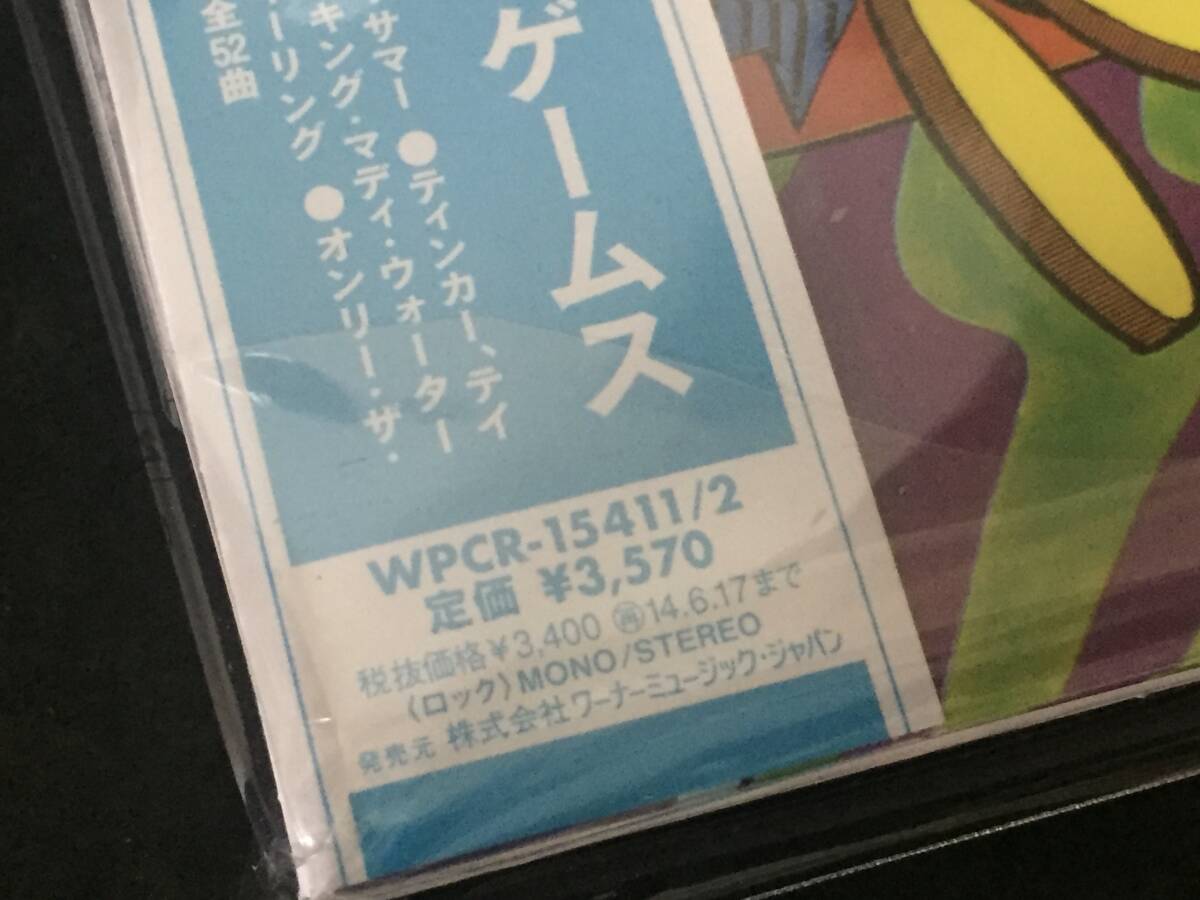 ゲームス
サマー ●ティンカー、テイ
キング・マディ・ウォーター
ーリング ●オンリー・ザ・
全52曲
WPCR-15411/2
定価 ¥3,570
税抜価格¥3,400 再14.6.17まで
〈ロック〉MONO/STEREO
発売元 株式会社ワーナーミュージック・ジャパン